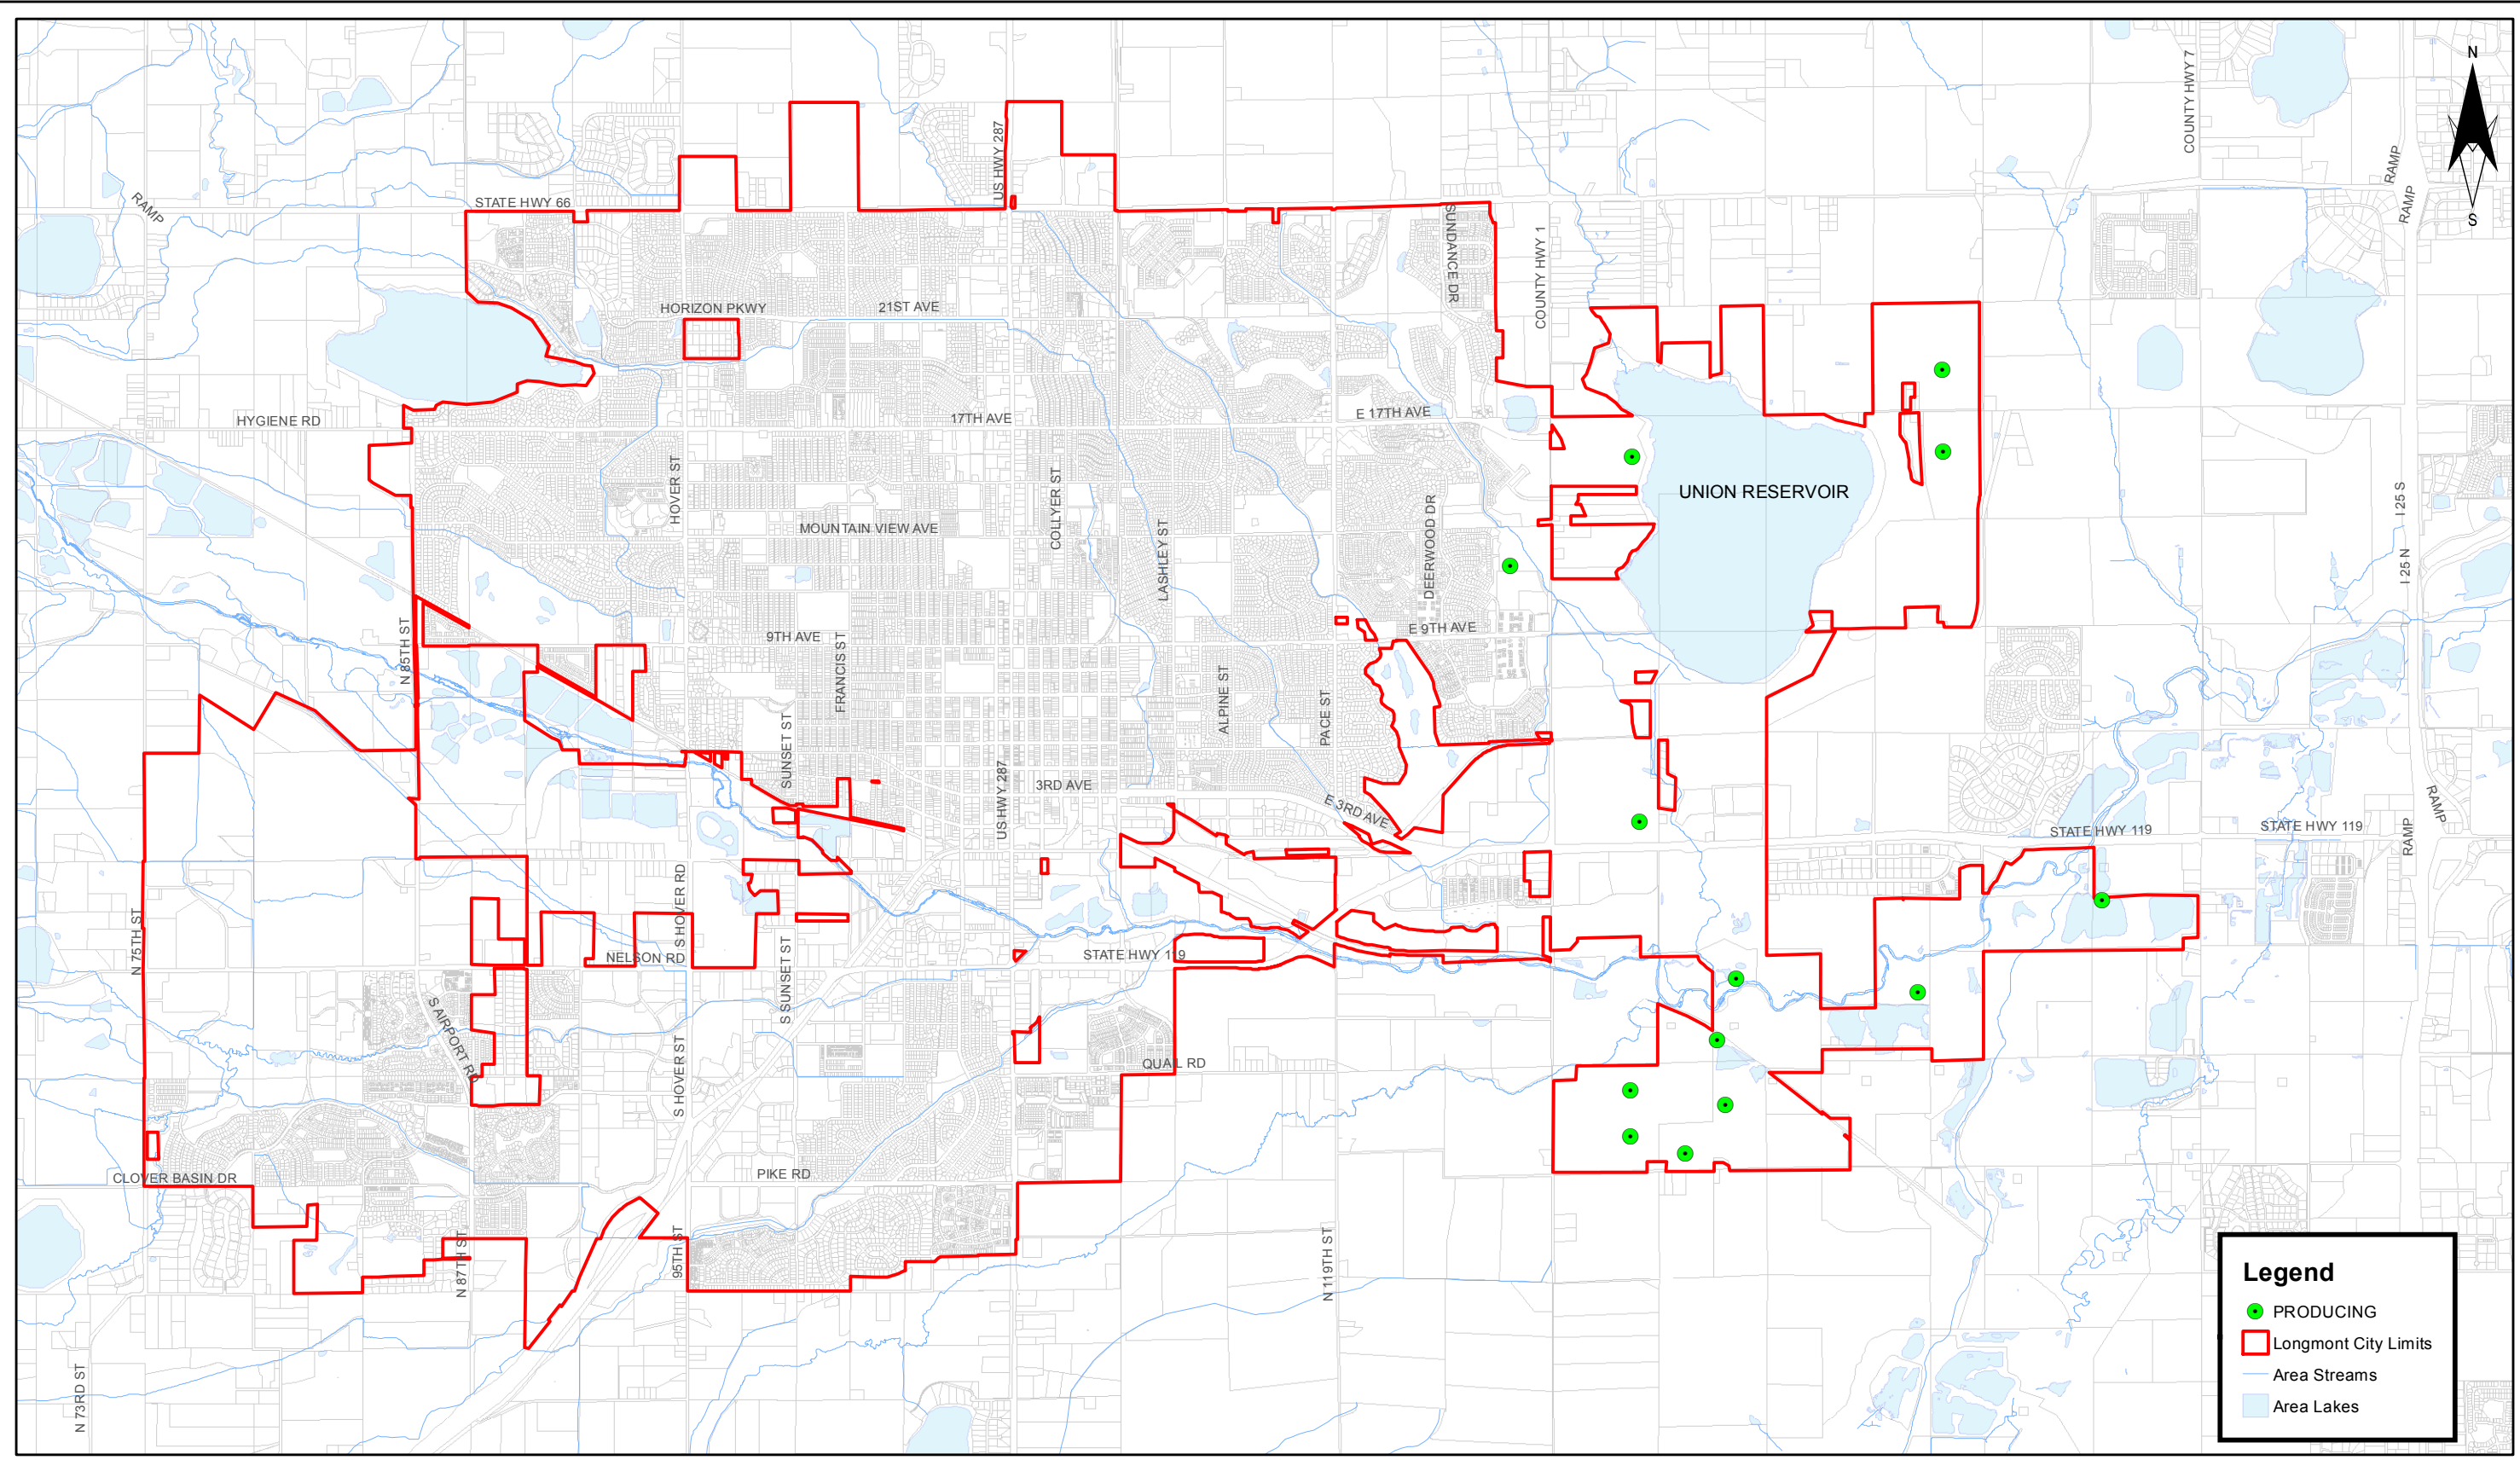 N
S
COUNTY HWY 7
RAMP
RAMP
US HWY 287
STATE HWY 66
RAMP
SUNDANCE DR
COUNTY HWY 1
HORIZON PKWY
21ST AVE
HYGIENE RD
17TH AVE
E 17TH AVE
HOVER ST
COLLYER ST
UNION RESERVOIR
I 25 S
MOUNTAIN VIEW AVE
LASHLEY ST
DEERWOOD DR
I 25 N
N 85TH ST
9TH AVE
FRANCIS ST
E 9TH AVE
ALPINE ST
PACE ST
SUNSET ST
US HWY 287
3RD AVE
E 3RD AVE
RAMP
STATE HWY 119
STATE HWY 119
RAMP
S HOVER RD
N 75TH ST
NELSON RD
S SUNSET ST
STATE HWY 119
S AIRPORT RD
S HOVER ST
QUAIL RD
CLOVER BASIN DR
PIKE RD
N 87TH ST
95TH ST
N 119TH ST
N 73RD ST
Legend
PRODUCING
Longmont City Limits
Area Streams
Area Lakes